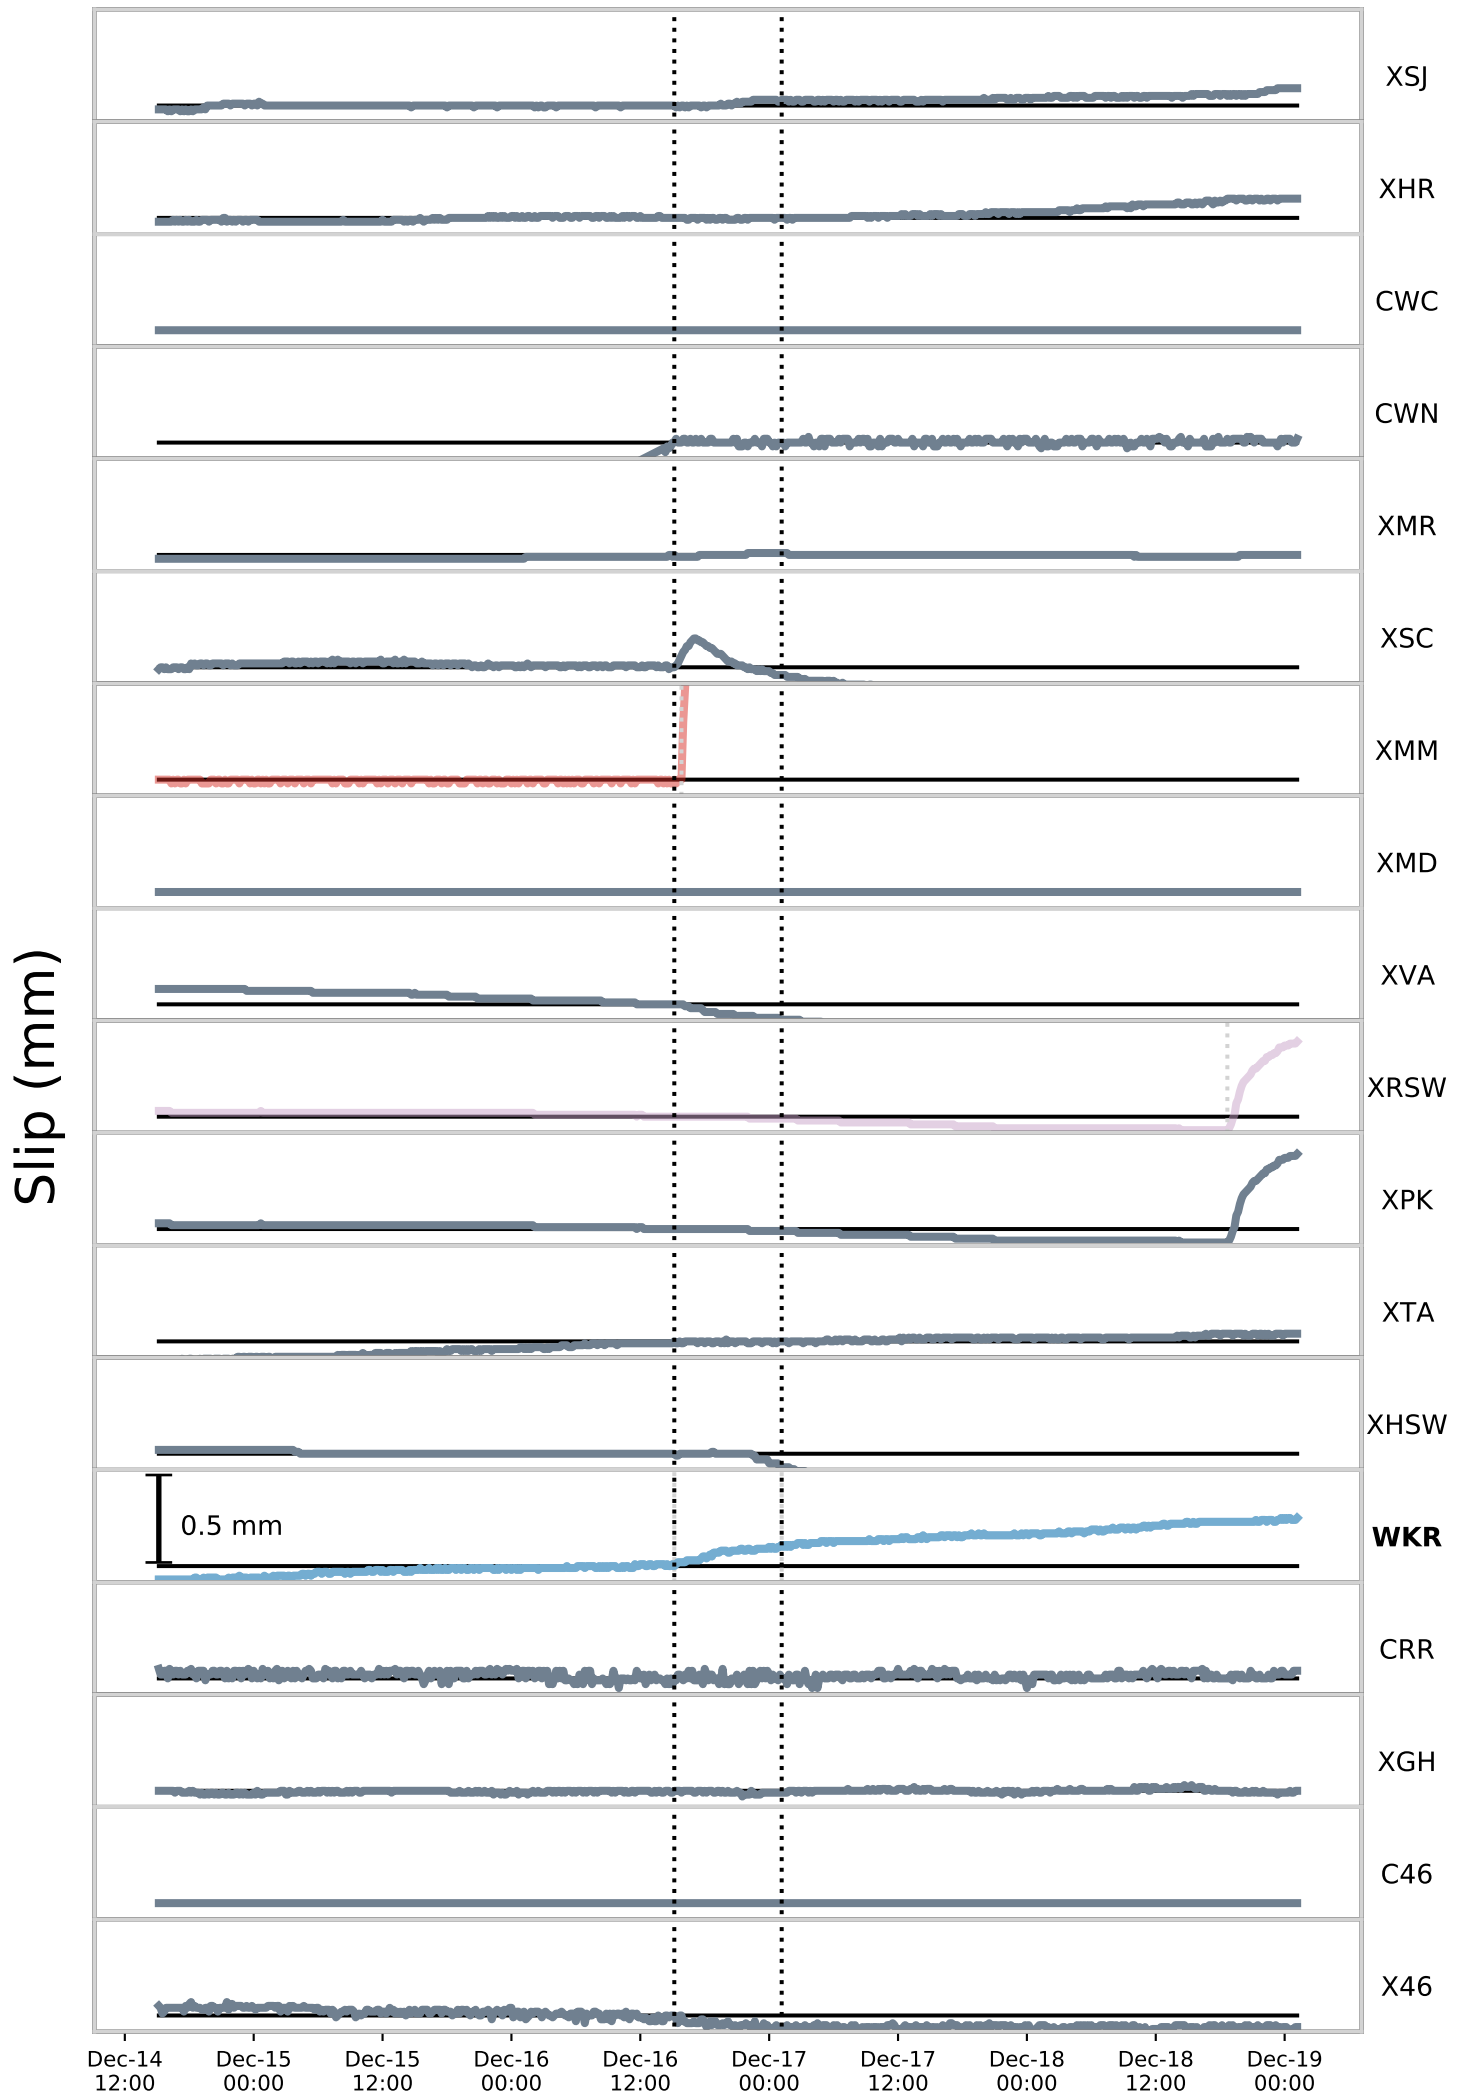 XSJ
XHR
CWC
CWN
XMR
XSC
XMM
XMD
XVA
XRSW
XPK
XTA
XHSW
WKR
CRR
XGH
C46
X46
Slip (mm)
0.5 mm
Dec-14 Dec-15 Dec-15 Dec-16 Dec-16 Dec-17 Dec-17 Dec-18 Dec-18 Dec-19
12:00 00:00 12:00 00:00 12:00 00:00 12:00 00:00 12:00 00:00